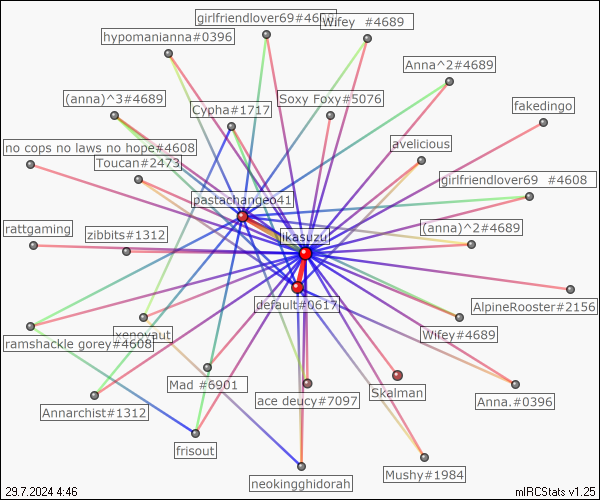 girlfriendlover69#4608
Wifey #4689
hypomanianna#0396
Anna^2#4689
(anna)^3#4689
Cypha#1717
Soxy Foxy#5076
fakedingo
no cops no laws no hope#4608
Toucan#2473
avelicious
pastachangeo41
girlfriendlover69 #4608
rattgaming
zibbits#1312
jikasuzu
(anna)^2#4689
default#0617
AlpineRooster#2156
ramshackle gorey#4608
xenovaut
Wifey#4689
Mad #6901
ace deucy#7097
Skalman
Anna.#0396
Annarchist#1312
frisout
neokingghidorah
Mushy#1984
29.7.2024 4:46
mIRCStats v1.25